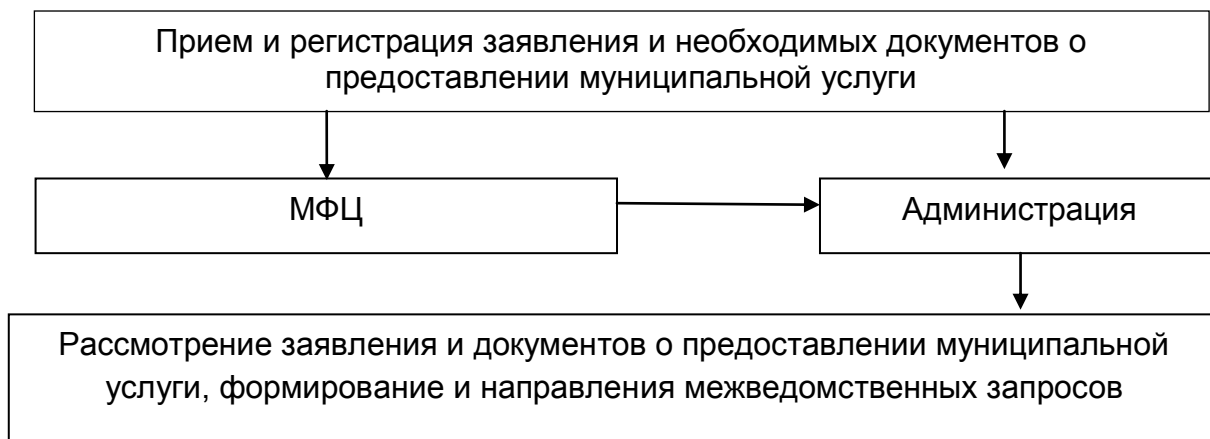 Прием и регистрация заявления и необходимых документов о
предоставлении муниципальной услуги
МФЦ
Администрация
Рассмотрение заявления и документов о предоставлении муниципальной
услуги, формирование и направления межведомственных запросов